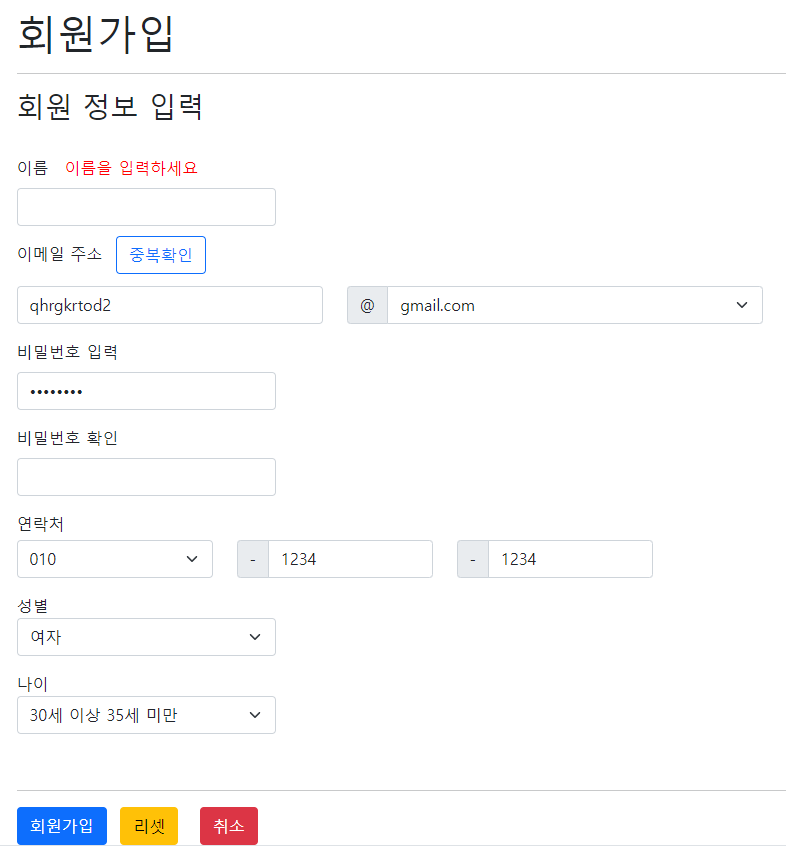 회원가입
회원 정보 입력
이름 이름을 입력하세요
이메일 주소 중복확인
qhrgkrtod2 @ gmail.com
비밀번호 입력
••••••••
비밀번호 확인
연락처
010 - 1234 - 1234
성별
여자
나이
30세 이상 35세 미만
회원가입 리셋 취소